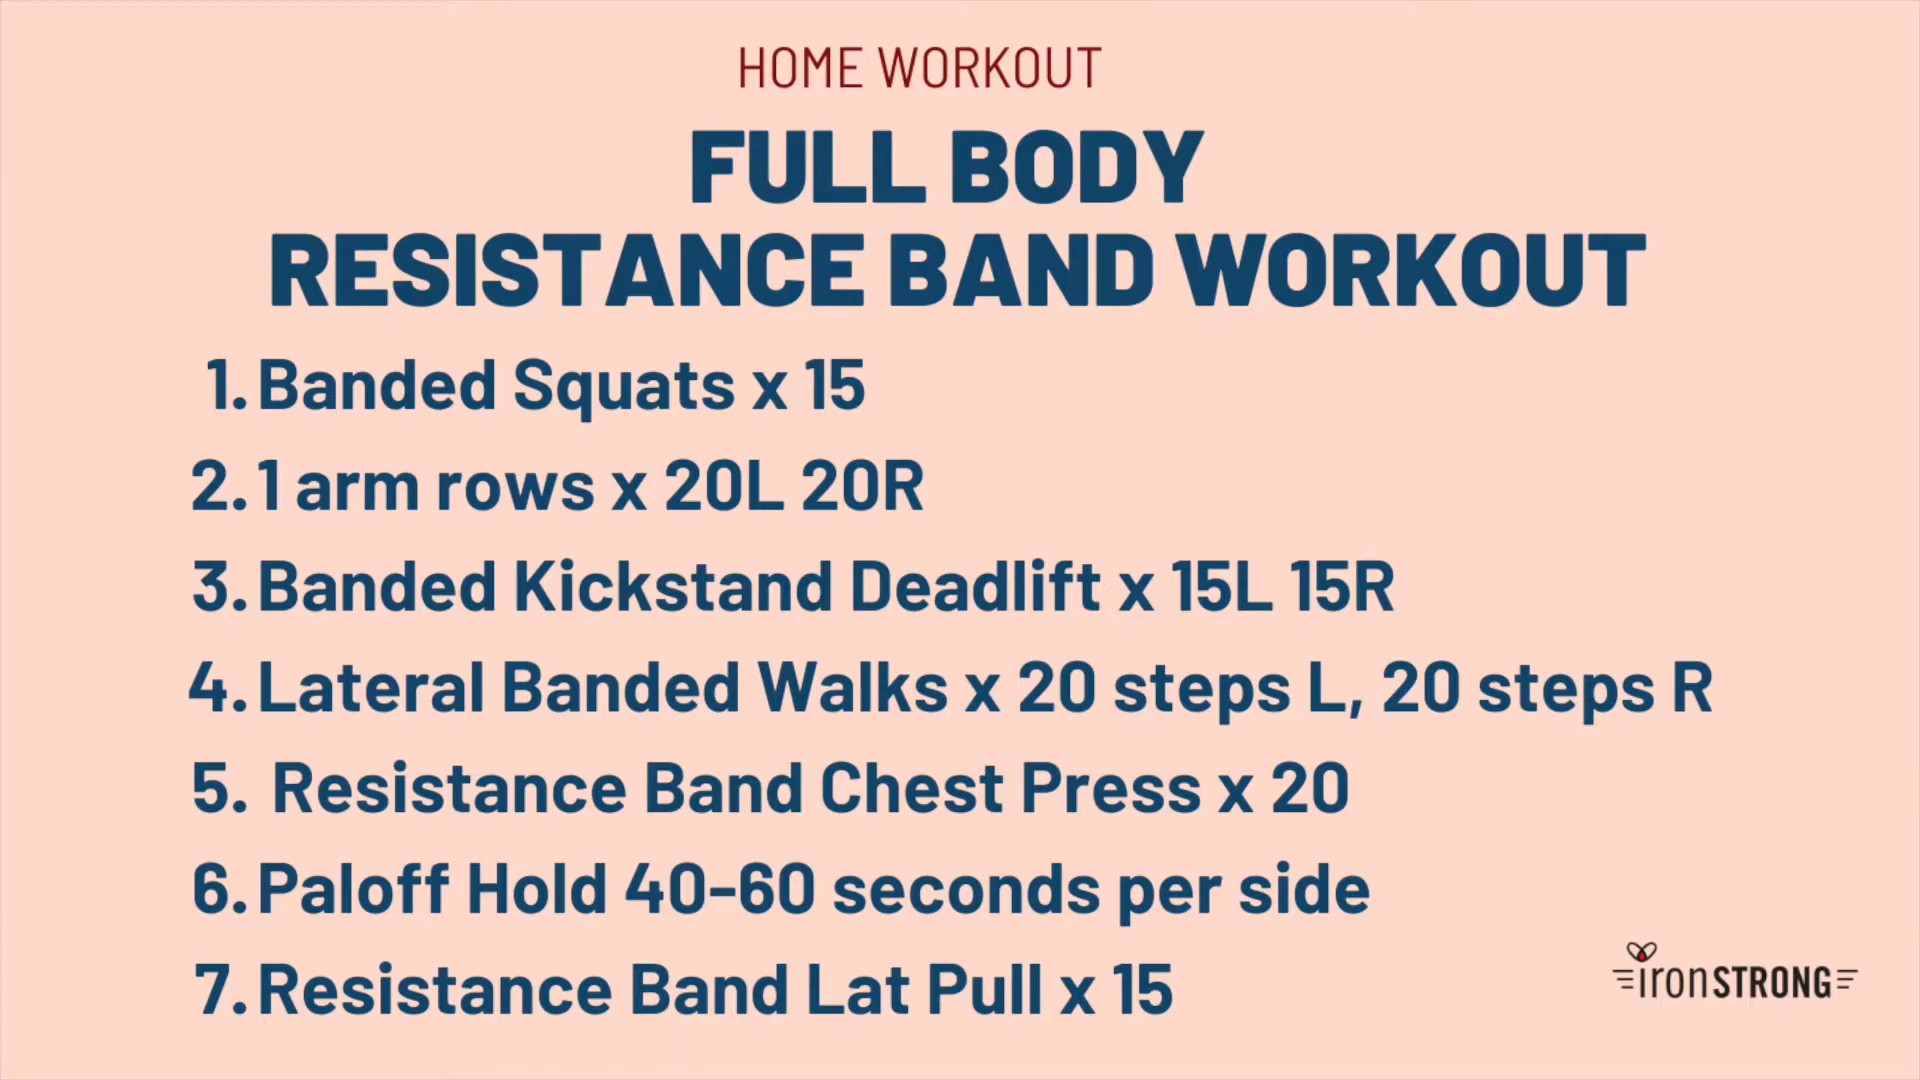 HOME WORKOUT
FULL BODY
RESISTANCE BAND WORKOUT
1. Banded Squats x 15
2. 1 arm rows x 20L 20R
3. Banded Kickstand Deadlift x 15L 15R
4. Lateral Banded Walks x 20 steps L, 20 steps R
5. Resistance Band Chest Press x 20
6. Paloff Hold 40-60 seconds per side
7. Resistance Band Lat Pull x 15
ironSTRONG